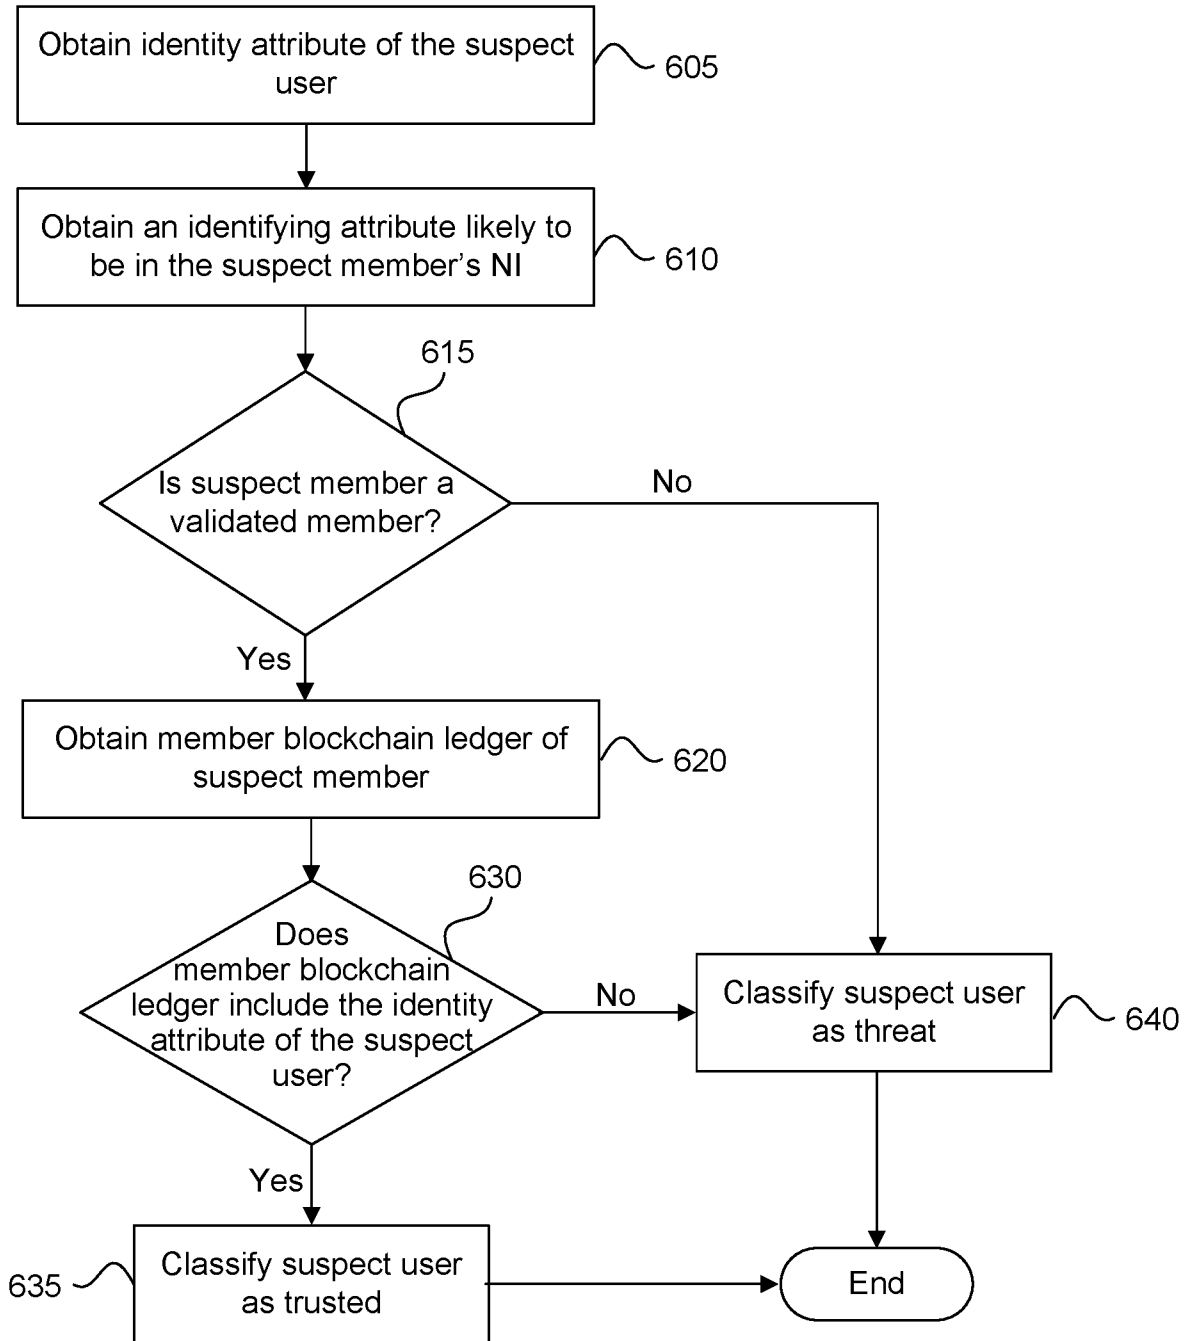 Obtain identity attribute of the suspect
user
605
Obtain an identifying attribute likely to
be in the suspect member's NI
610
615
Is suspect member a
validated member?
No
Yes
Obtain member blockchain ledger of
suspect member
620
630
Does
member blockchain
ledger include the identity
attribute of the suspect
user?
No
Classify suspect user
as threat
640
Yes
635
Classify suspect user
as trusted
End